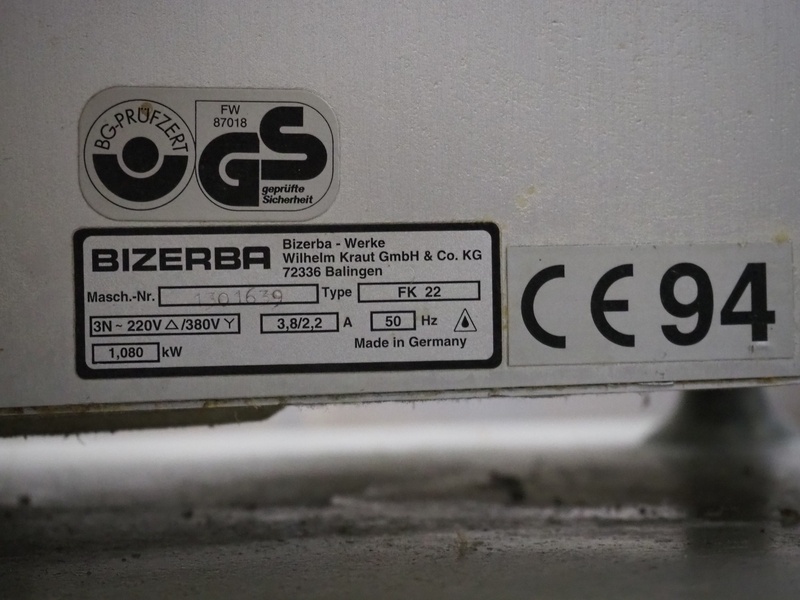 BG-PRÜFZERT
FW
87018
GS
geprüfte
Sicherheit
BIZERBA
Bizerba - Werke
Wilhelm Kraut GmbH & Co. KG
72336 Balingen
Masch.-Nr. 1301639 Type FK 22
3N ~ 220V △/380V Y 3,8/2,2 A 50 Hz
1,080 kW
Made in Germany
CE 94